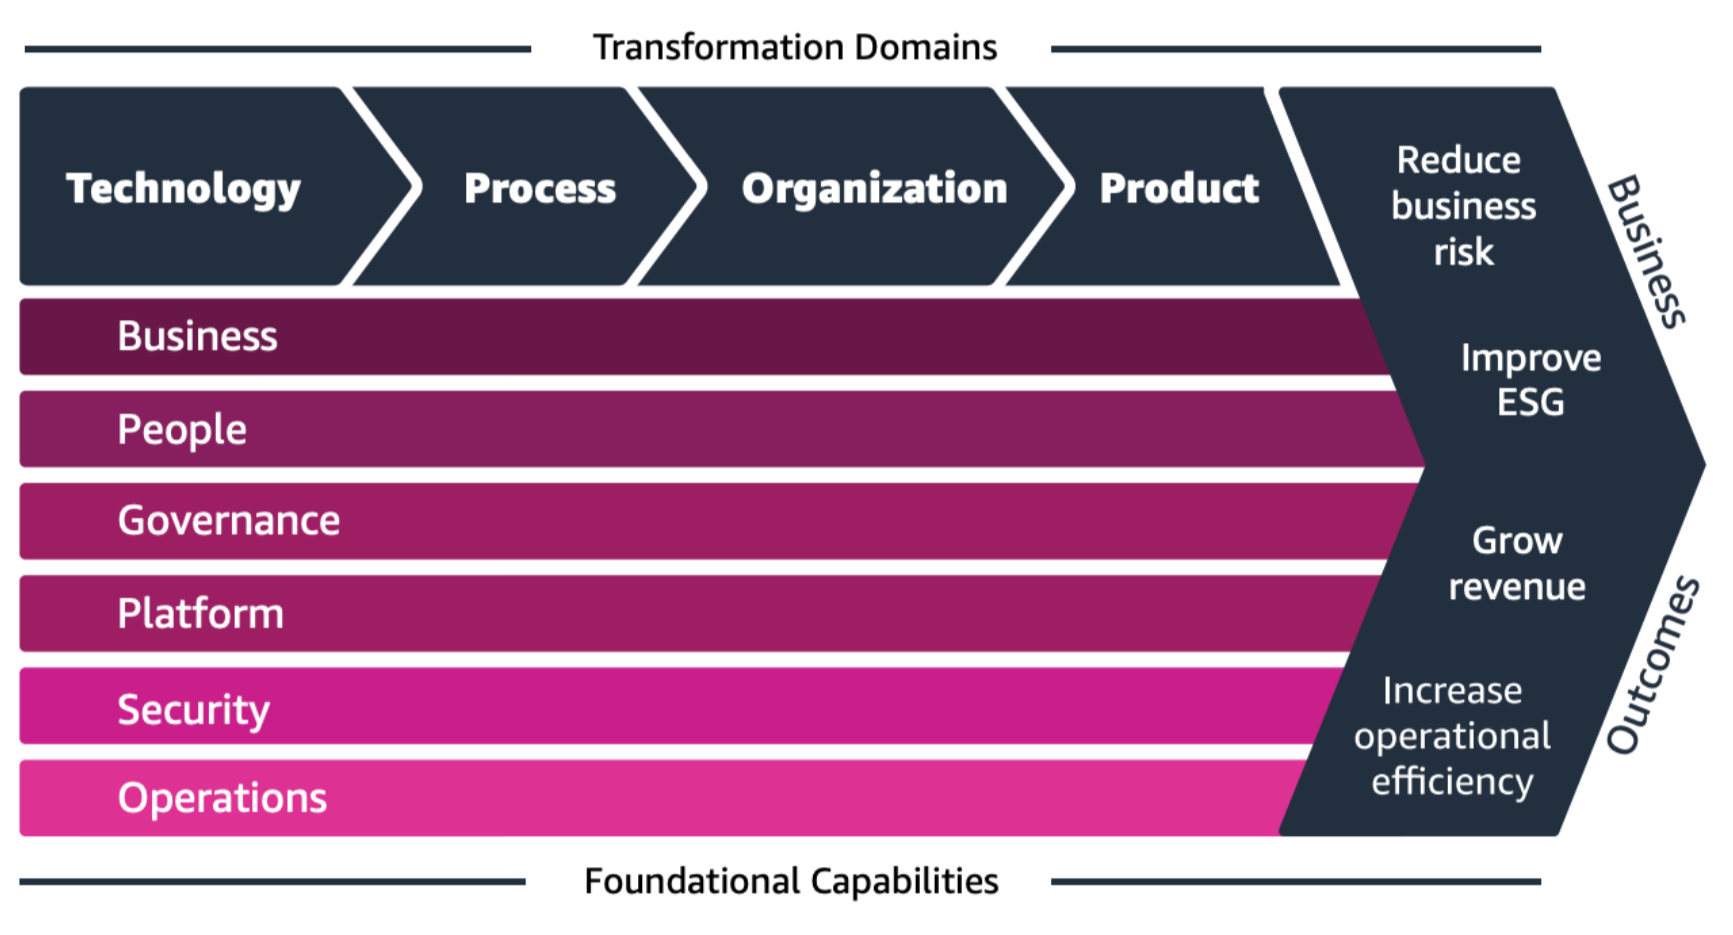 Transformation Domains
Technology
Process
Organization
Product
Business
People
Governance
Platform
Security
Operations
Reduce
business
risk
Improve
ESG
Grow
revenue
Increase
operational
efficiency
Business
Outcomes
Foundational Capabilities